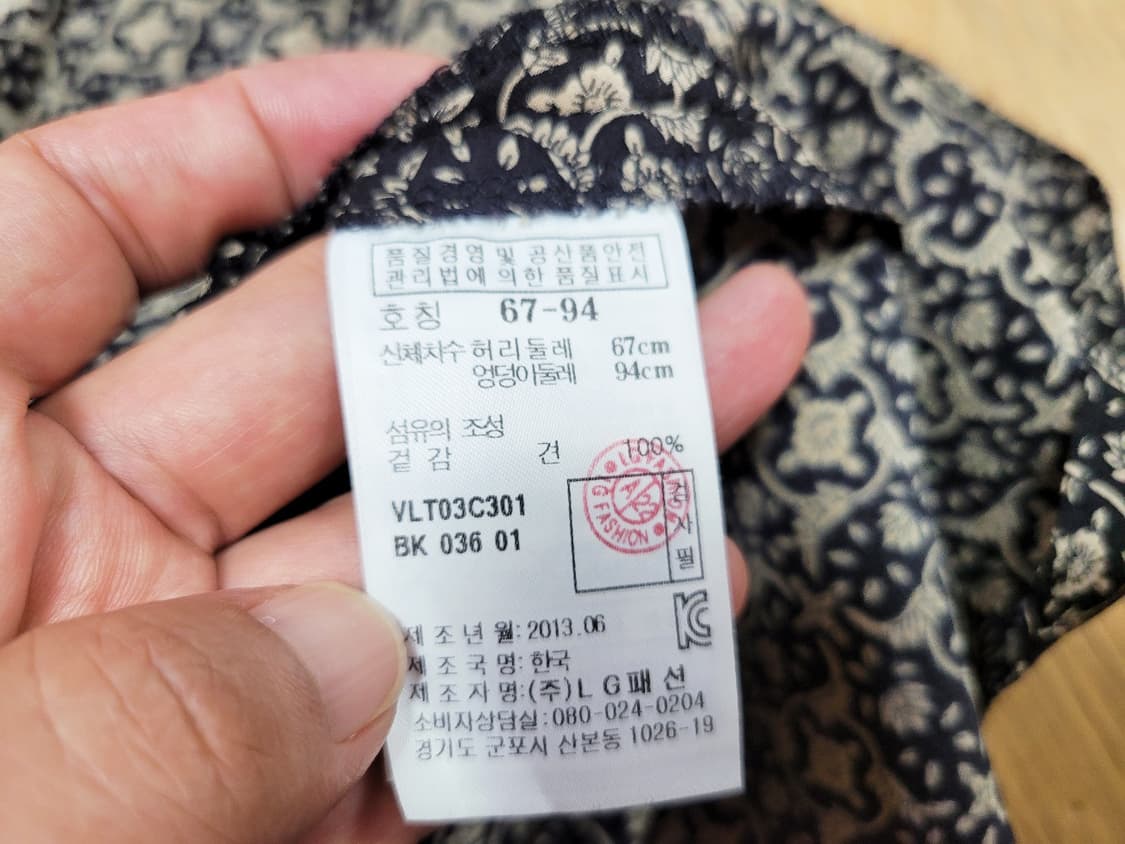 품질경영 및 공산품안전
관리법에 의한 품질표시
호칭 67-94
신체치수 허리둘레 67cm
엉덩이둘레 94cm
섬유의 조성
겉감 견 100%
VLT03C301
BK 036 01
검사필
FASHION
제조년월: 2013.06
제조국명: 한국
제조자명: (주)LG패션
소비자상담실: 080-024-0204
경기도 군포시 산본동 1026-19